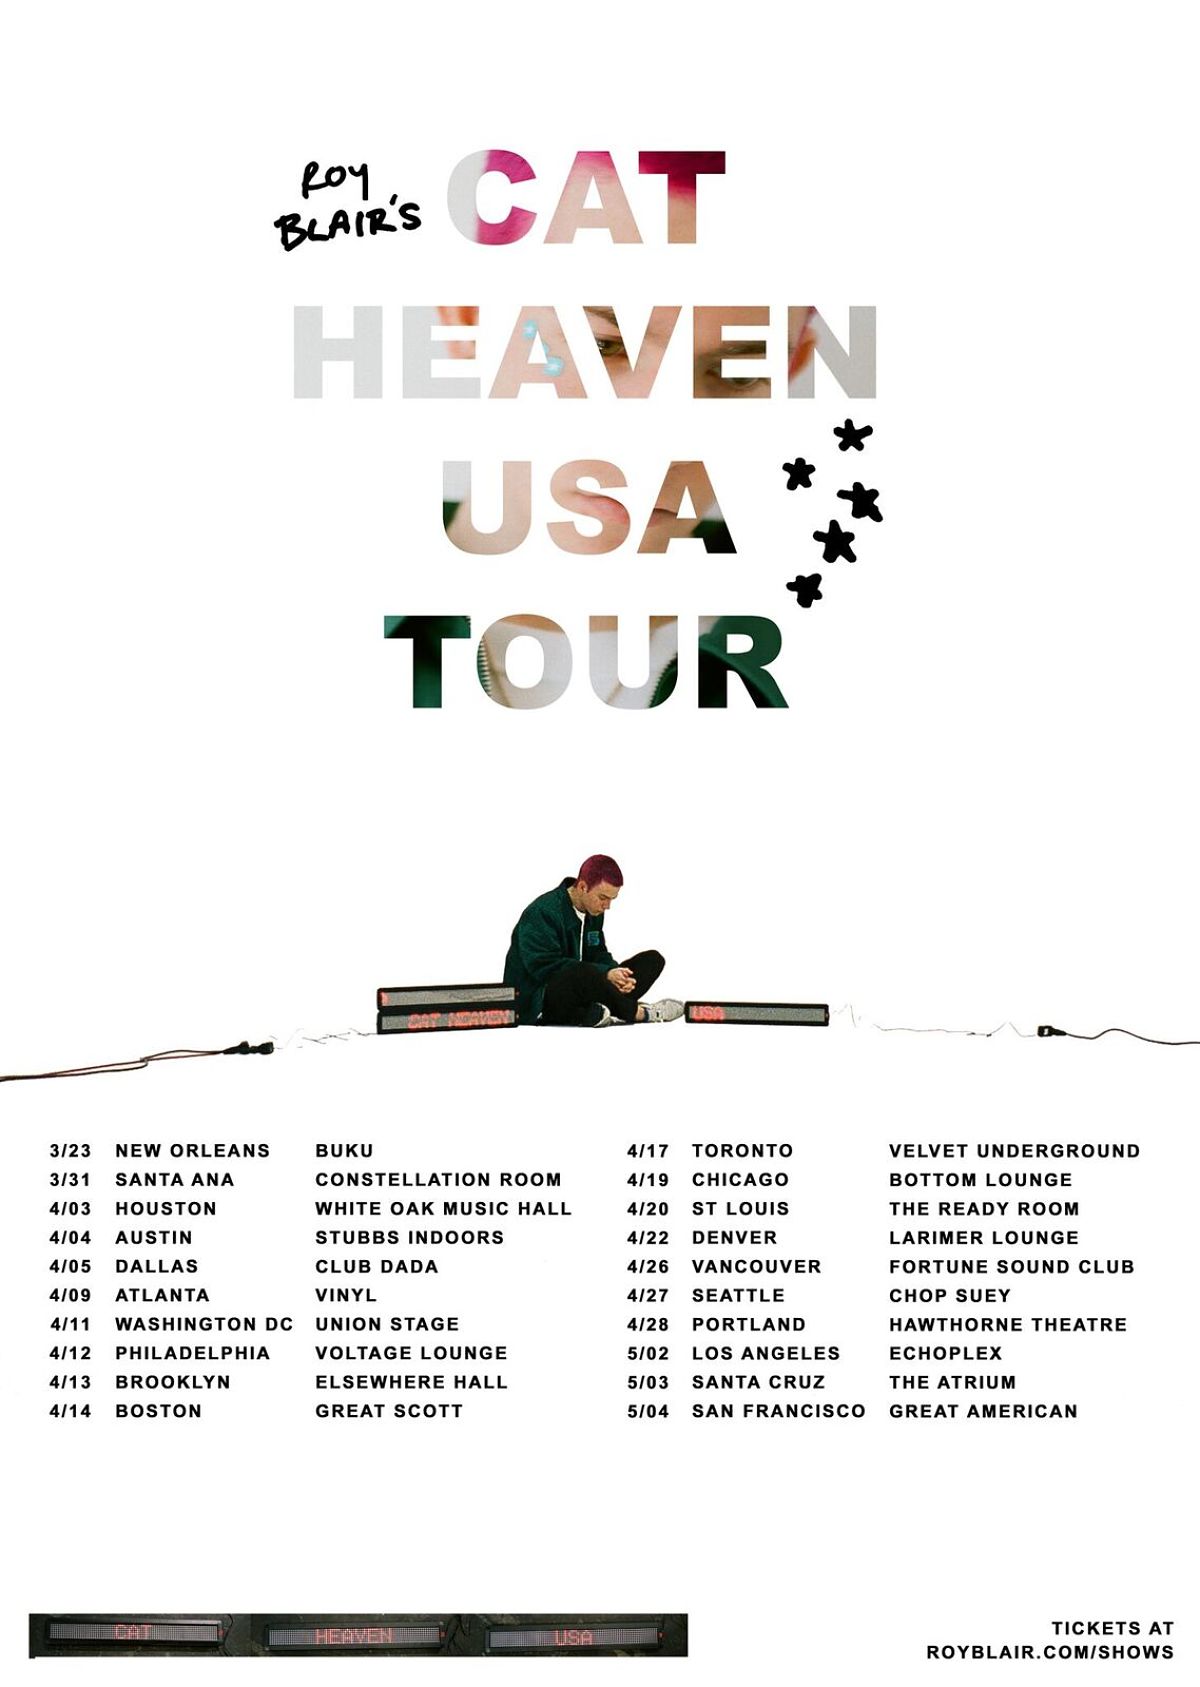 ROY
BLAIR'S
CAT
HEAVEN
USA
TOUR
CAT HEAVEN
USA
3/23 NEW ORLEANS BUKU
3/31 SANTA ANA CONSTELLATION ROOM
4/03 HOUSTON WHITE OAK MUSIC HALL
4/04 AUSTIN STUBBS INDOORS
4/05 DALLAS CLUB DADA
4/09 ATLANTA VINYL
4/11 WASHINGTON DC UNION STAGE
4/12 PHILADELPHIA VOLTAGE LOUNGE
4/13 BROOKLYN ELSEWHERE HALL
4/14 BOSTON GREAT SCOTT
4/17 TORONTO VELVET UNDERGROUND
4/19 CHICAGO BOTTOM LOUNGE
4/20 ST LOUIS THE READY ROOM
4/22 DENVER LARIMER LOUNGE
4/26 VANCOUVER FORTUNE SOUND CLUB
4/27 SEATTLE CHOP SUEY
4/28 PORTLAND HAWTHORNE THEATRE
5/02 LOS ANGELES ECHOPLEX
5/03 SANTA CRUZ THE ATRIUM
5/04 SAN FRANCISCO GREAT AMERICAN
CAT HEAVEN USA
TICKETS AT
ROYBLAIR.COM/SHOWS